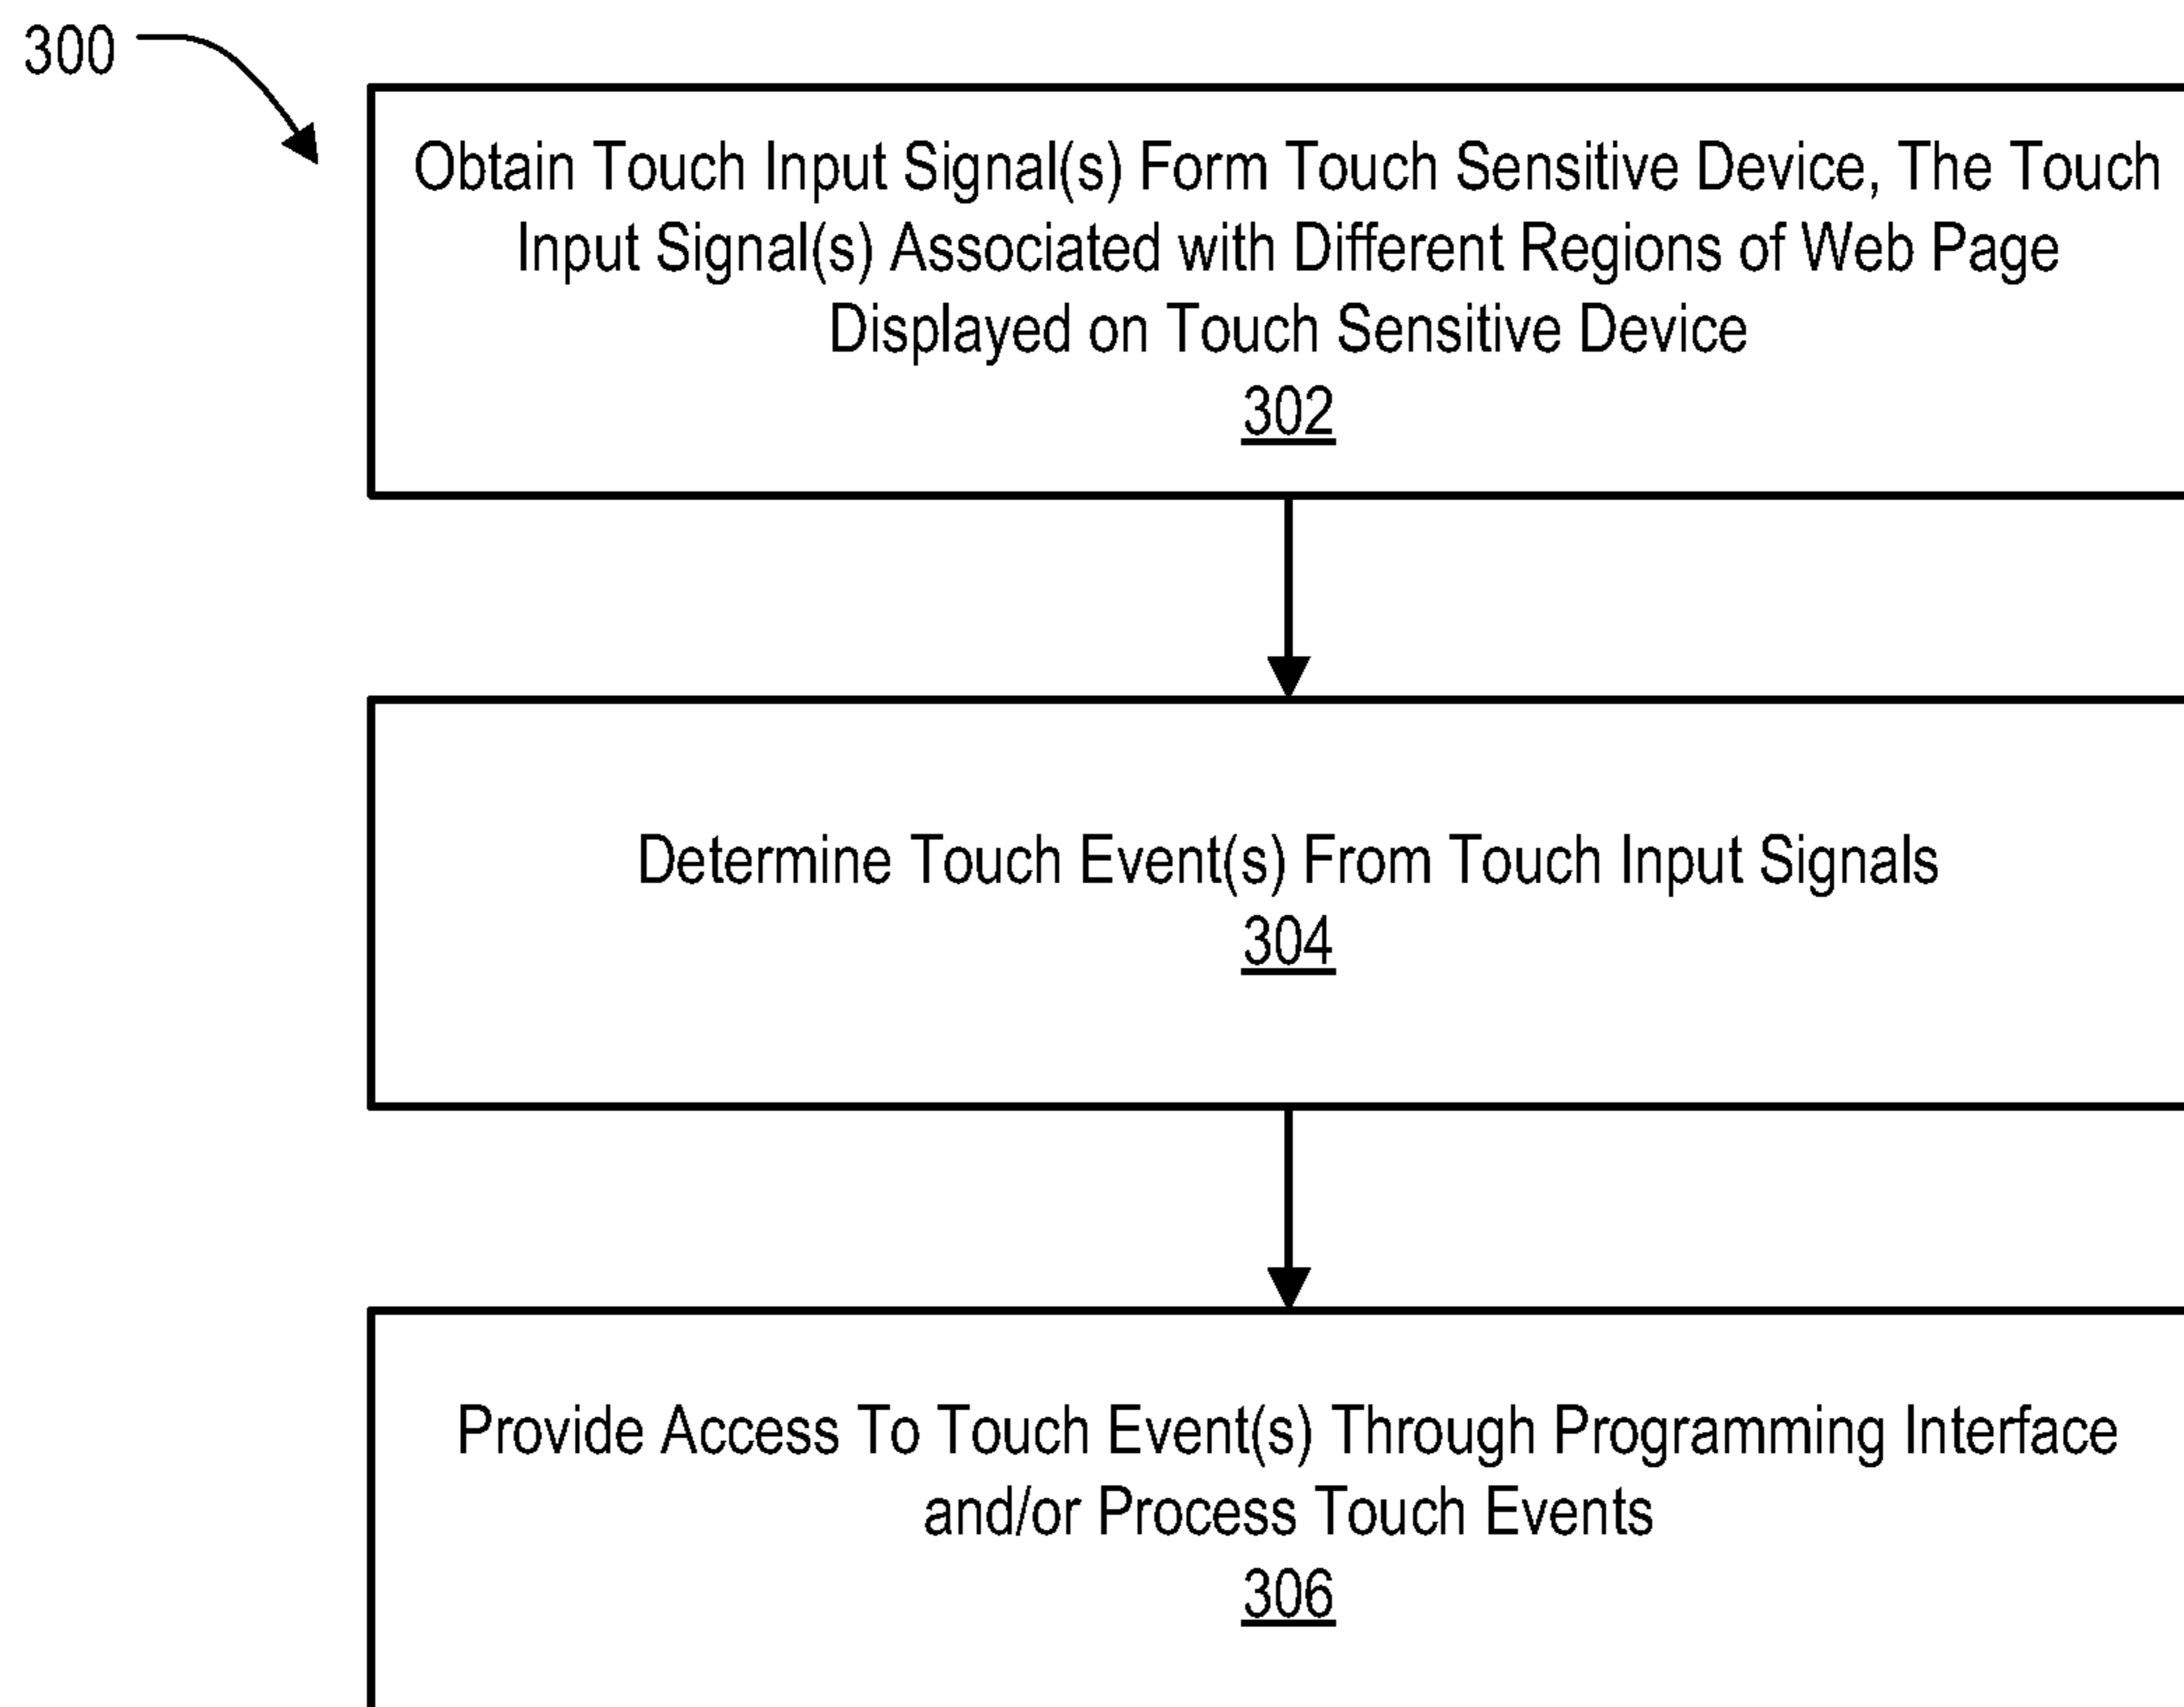 300
Obtain Touch Input Signal(s) Form Touch Sensitive Device, The Touch
Input Signal(s) Associated with Different Regions of Web Page
Displayed on Touch Sensitive Device
302
Determine Touch Event(s) From Touch Input Signals
304
Provide Access To Touch Event(s) Through Programming Interface
and/or Process Touch Events
306